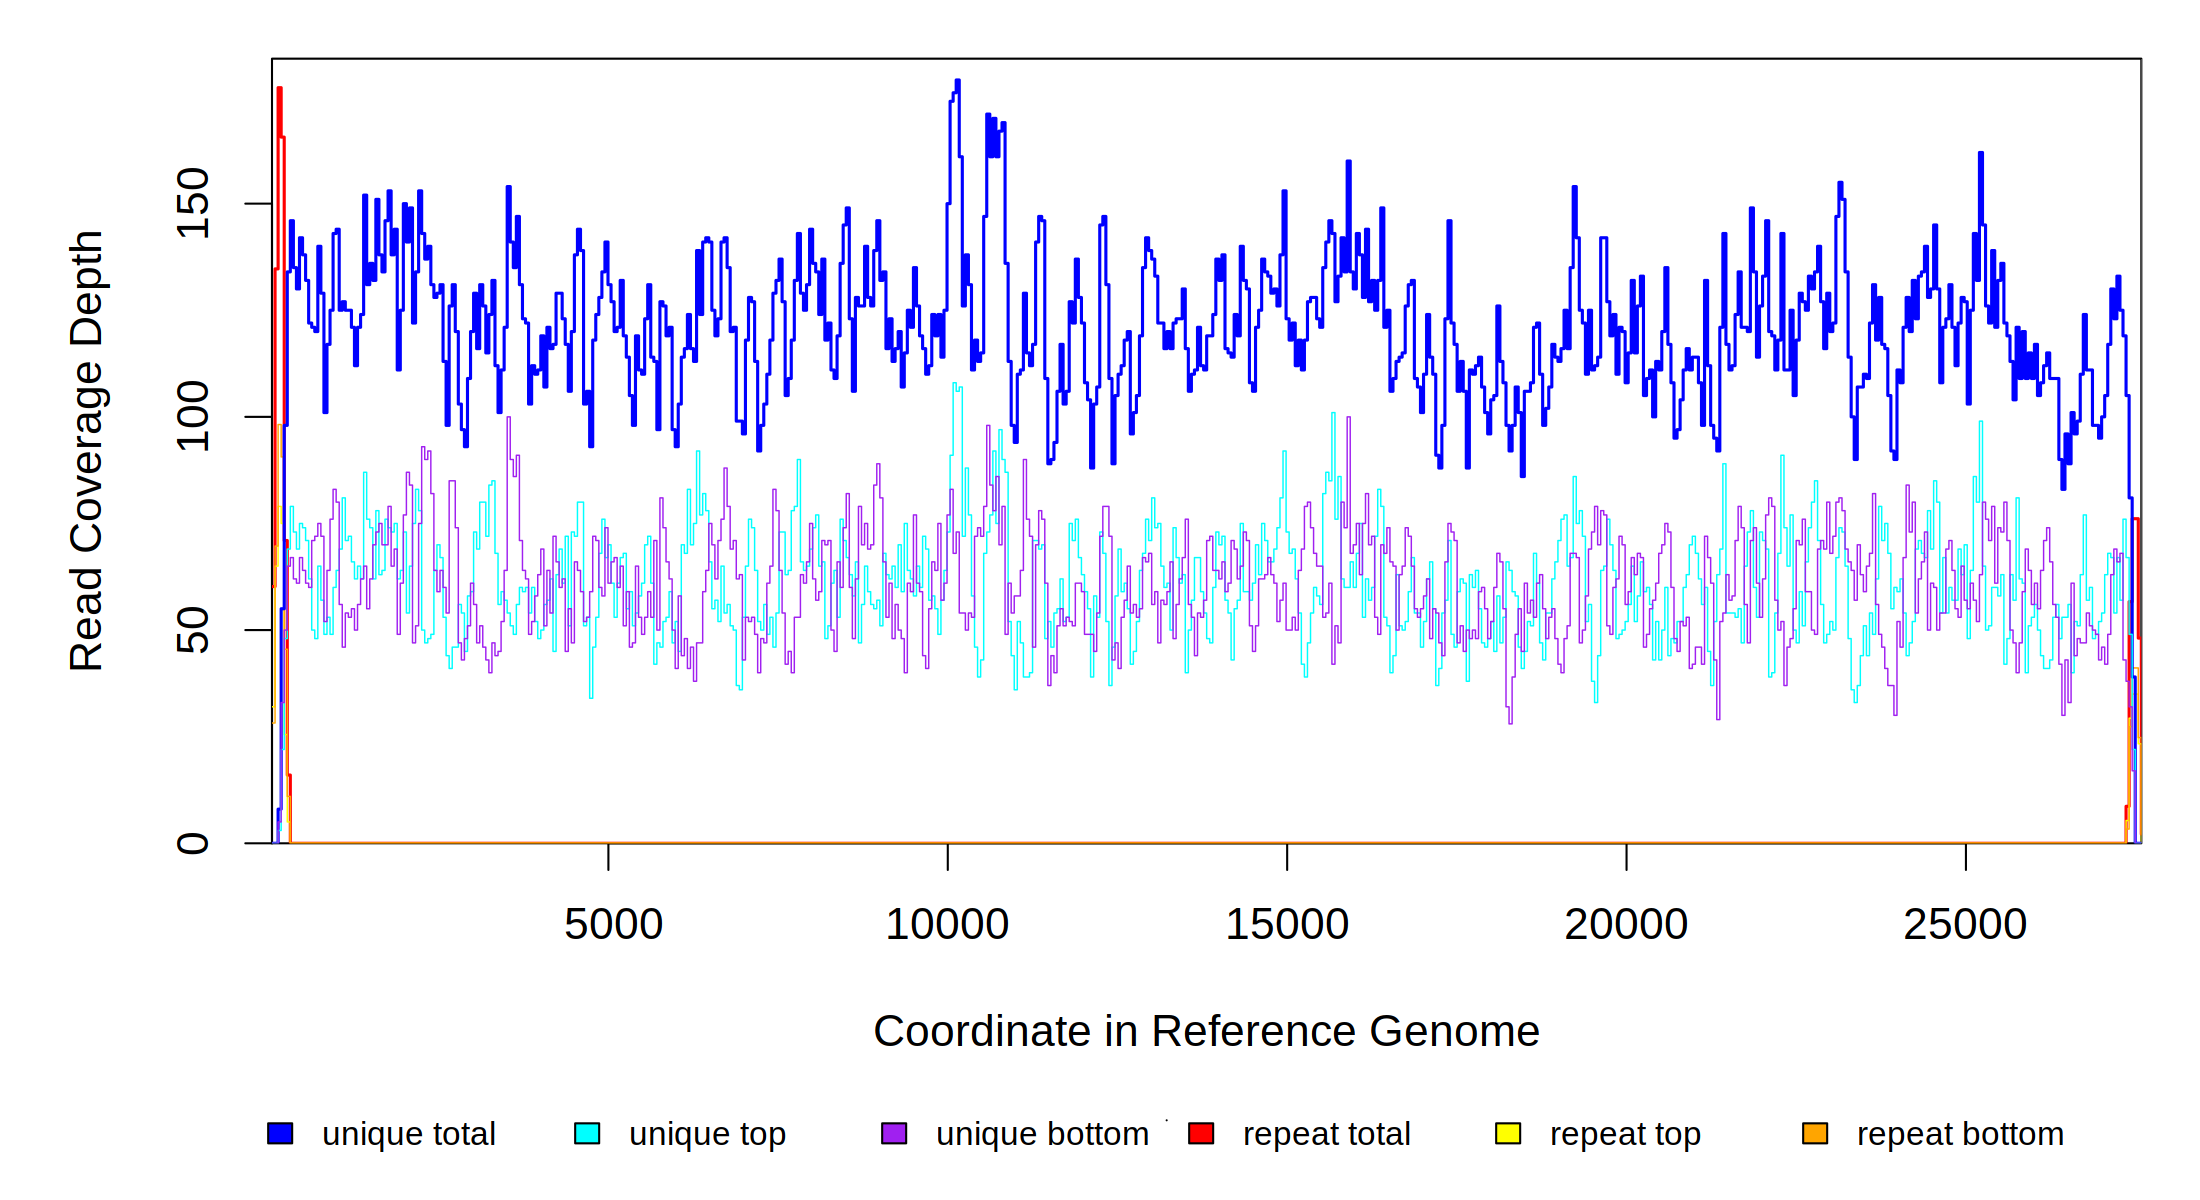 Read Coverage Depth
150
100
50
0
5000 10000 15000 20000 25000
Coordinate in Reference Genome
unique total unique top unique bottom repeat total repeat top repeat bottom